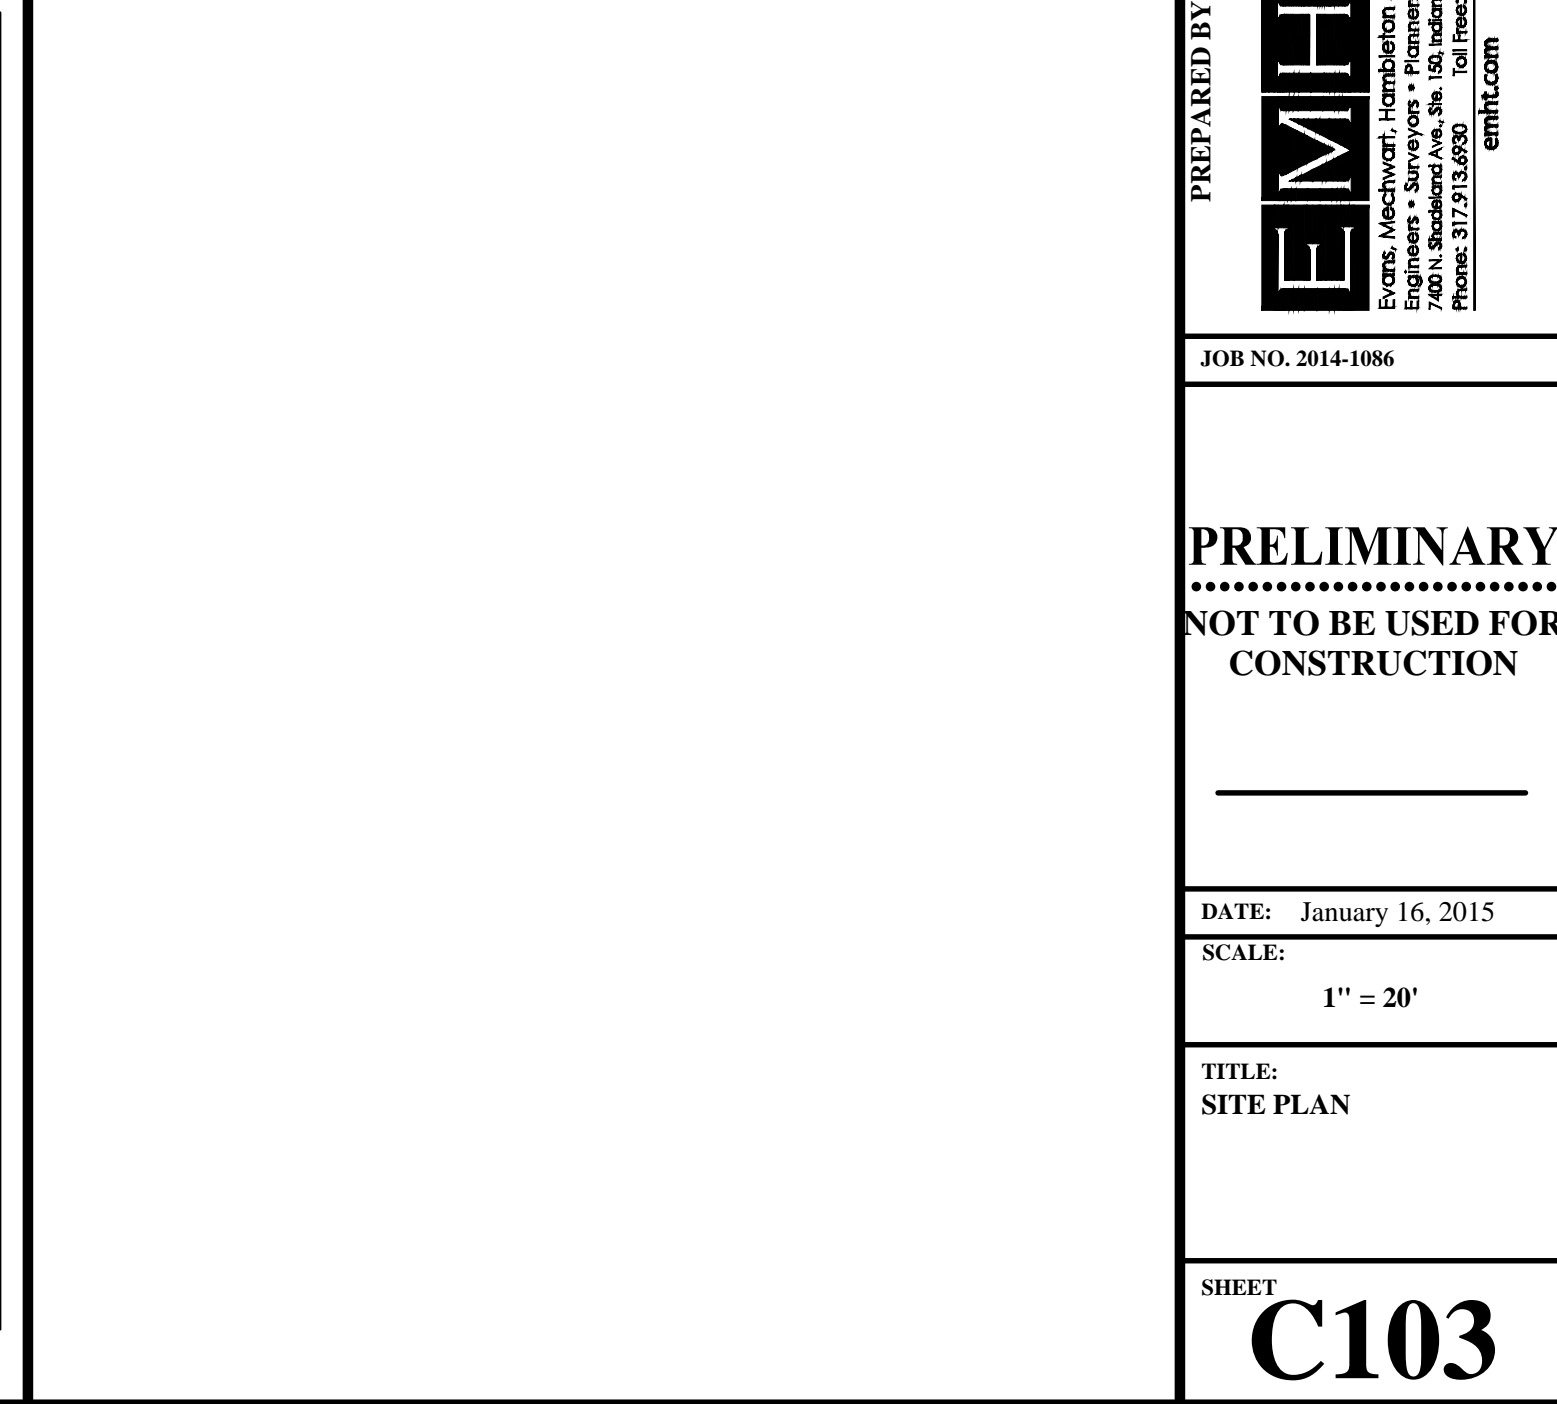 PREPARED BY
EMH
Evans, Mechwart, Hambleton
Engineers • Surveyors • Planner
7400 N. Shadeland Ave., Ste. 150, Indian
Phone: 317.913.6930 Toll Free:
emht.com
JOB NO. 2014-1086
PRELIMINARY
NOT TO BE USED FOR
CONSTRUCTION
DATE: January 16, 2015
SCALE:
1" = 20'
TITLE:
SITE PLAN
SHEET
C103